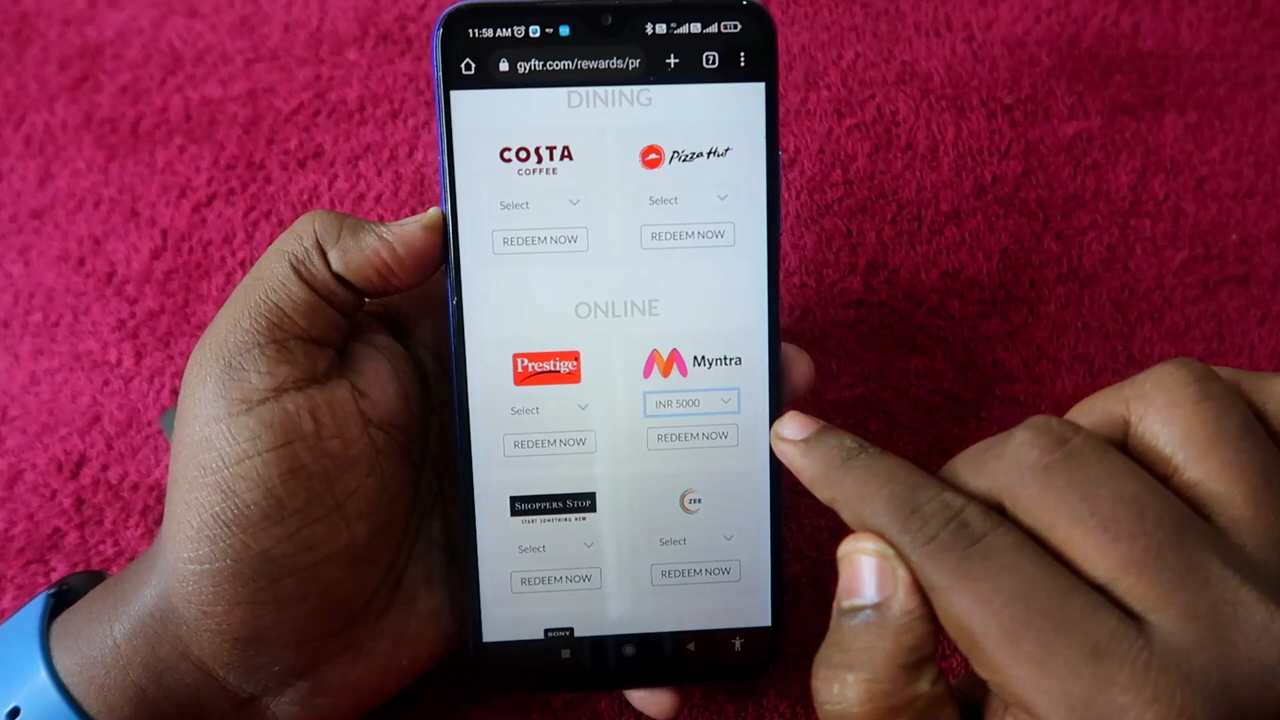 11:58 AM
gyftr.com/rewards/pr
7
DINING
COSTA
COFFEE
Pizza Hut
Select
Select
REDEEM NOW
REDEEM NOW
ONLINE
Prestige
Myntra
Select
INR 5000
REDEEM NOW
REDEEM NOW
SHOPPERS STOP
START SOMETHING NEW
ZEE
Select
Select
REDEEM NOW
REDEEM NOW
SONY